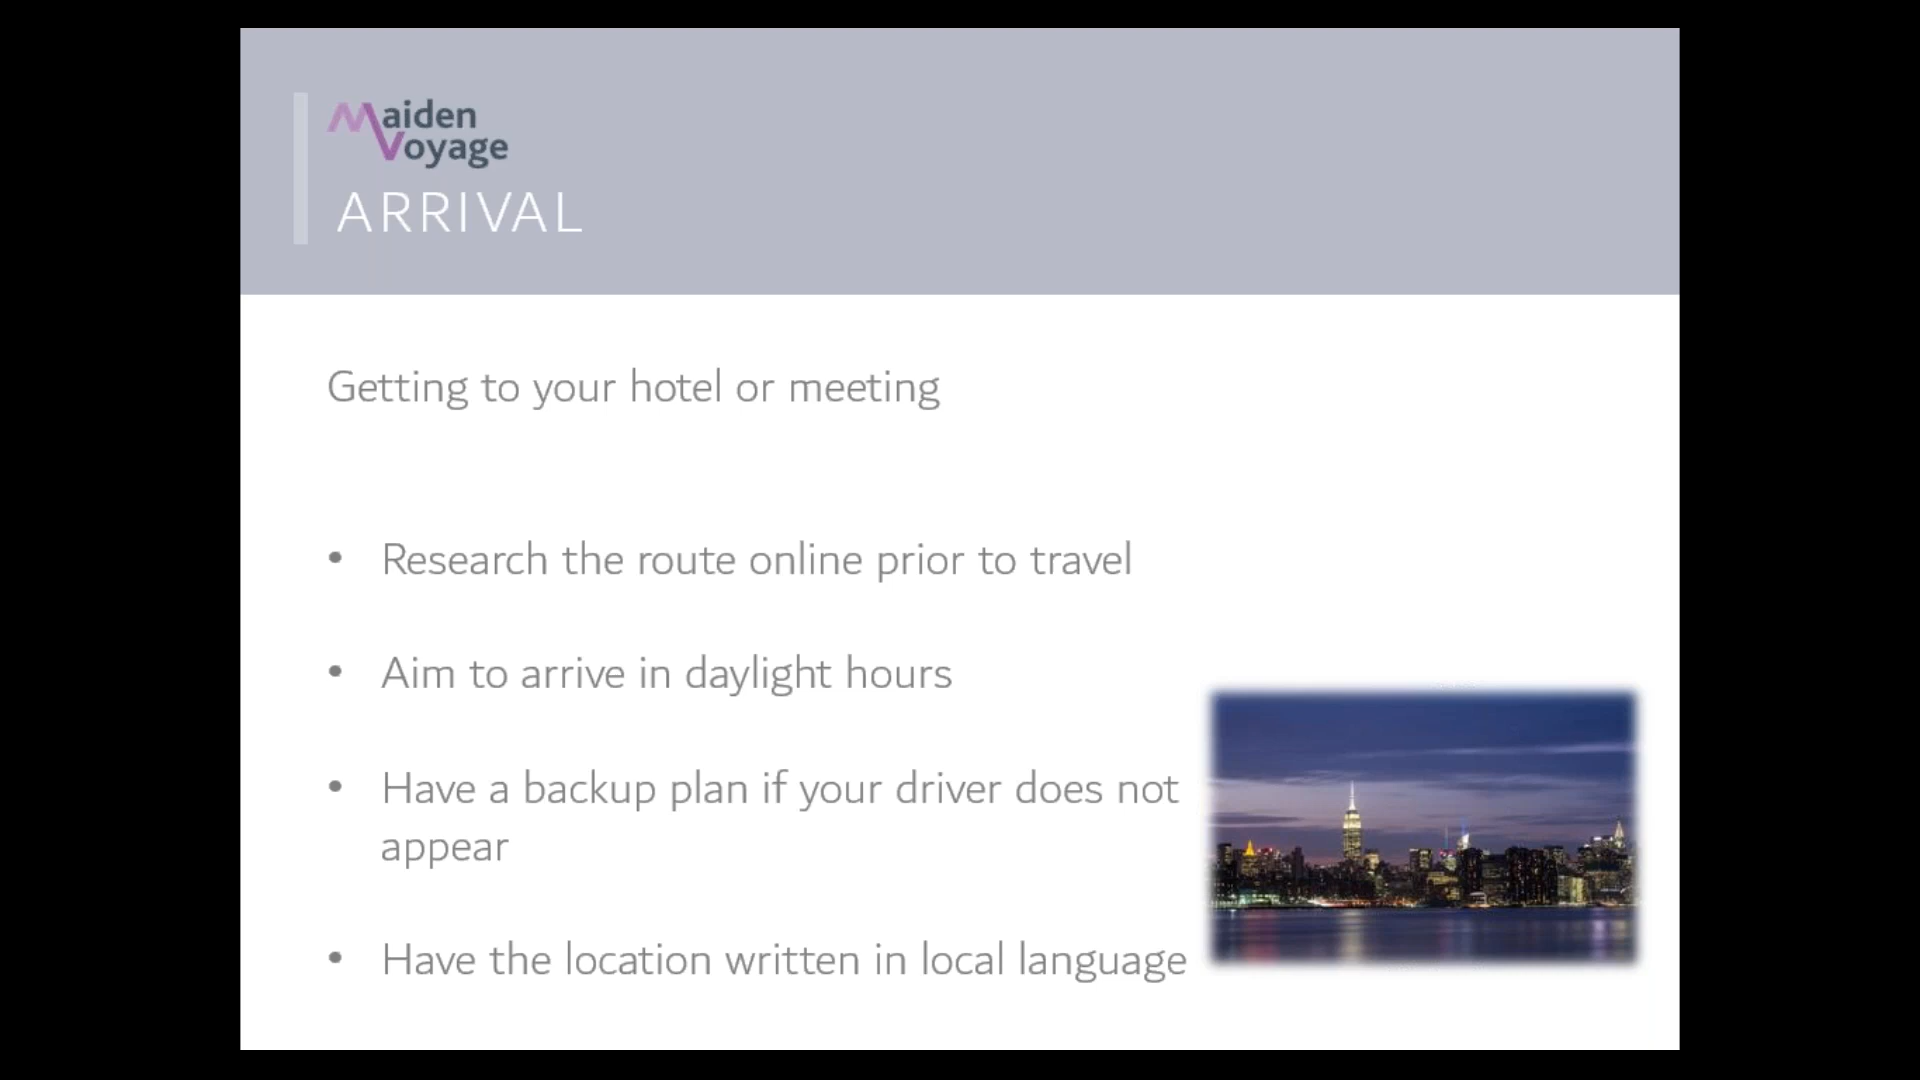 Maiden
Voyage
ARRIVAL
Getting to your hotel or meeting
• Research the route online prior to travel
• Aim to arrive in daylight hours
• Have a backup plan if your driver does not
appear
• Have the location written in local language